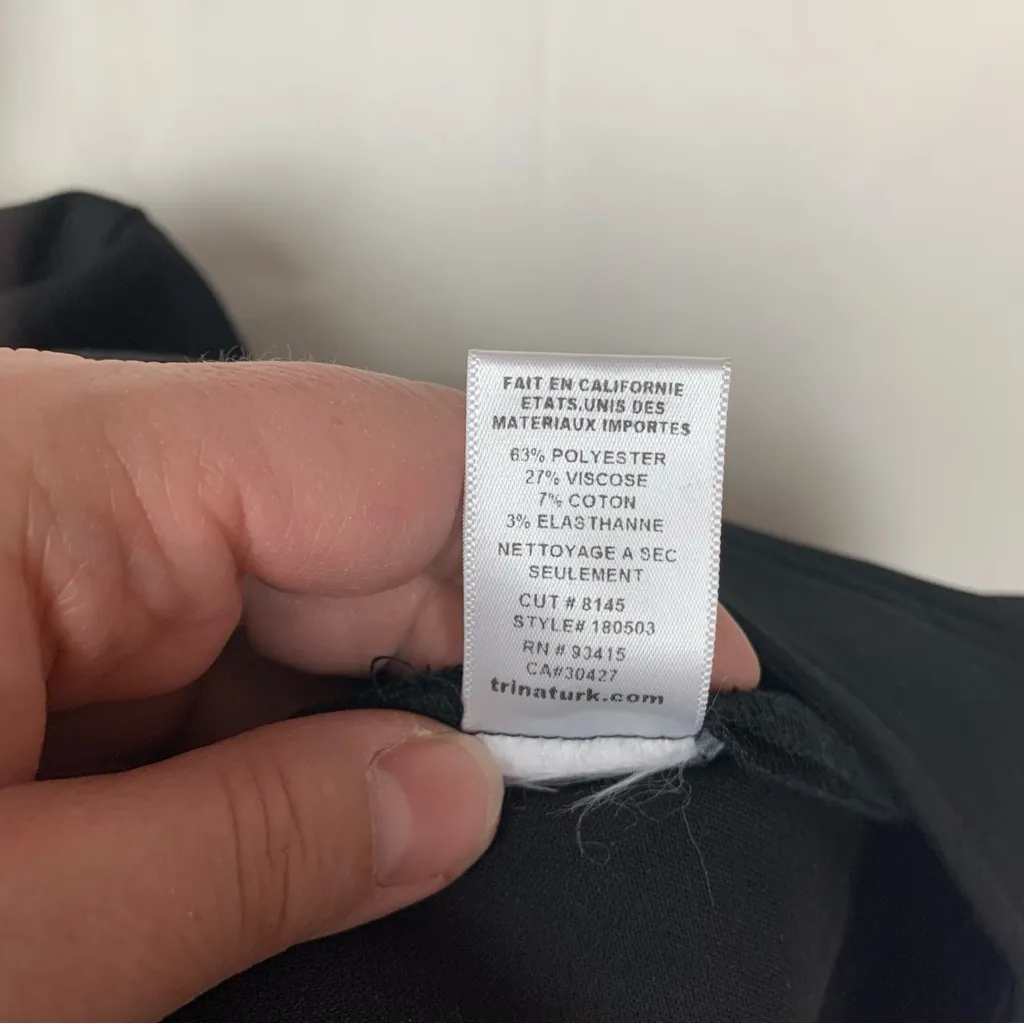 FAIT EN CALIFORNIE
ETATS.UNIS DES
MATERIAUX IMPORTES
63% POLYESTER
27% VISCOSE
7% COTON
3% ELASTHANNE
NETTOYAGE A SEC
SEULEMENT
CUT # 8145
STYLE# 180503
RN # 93415
CA#30427
trinaturk.com